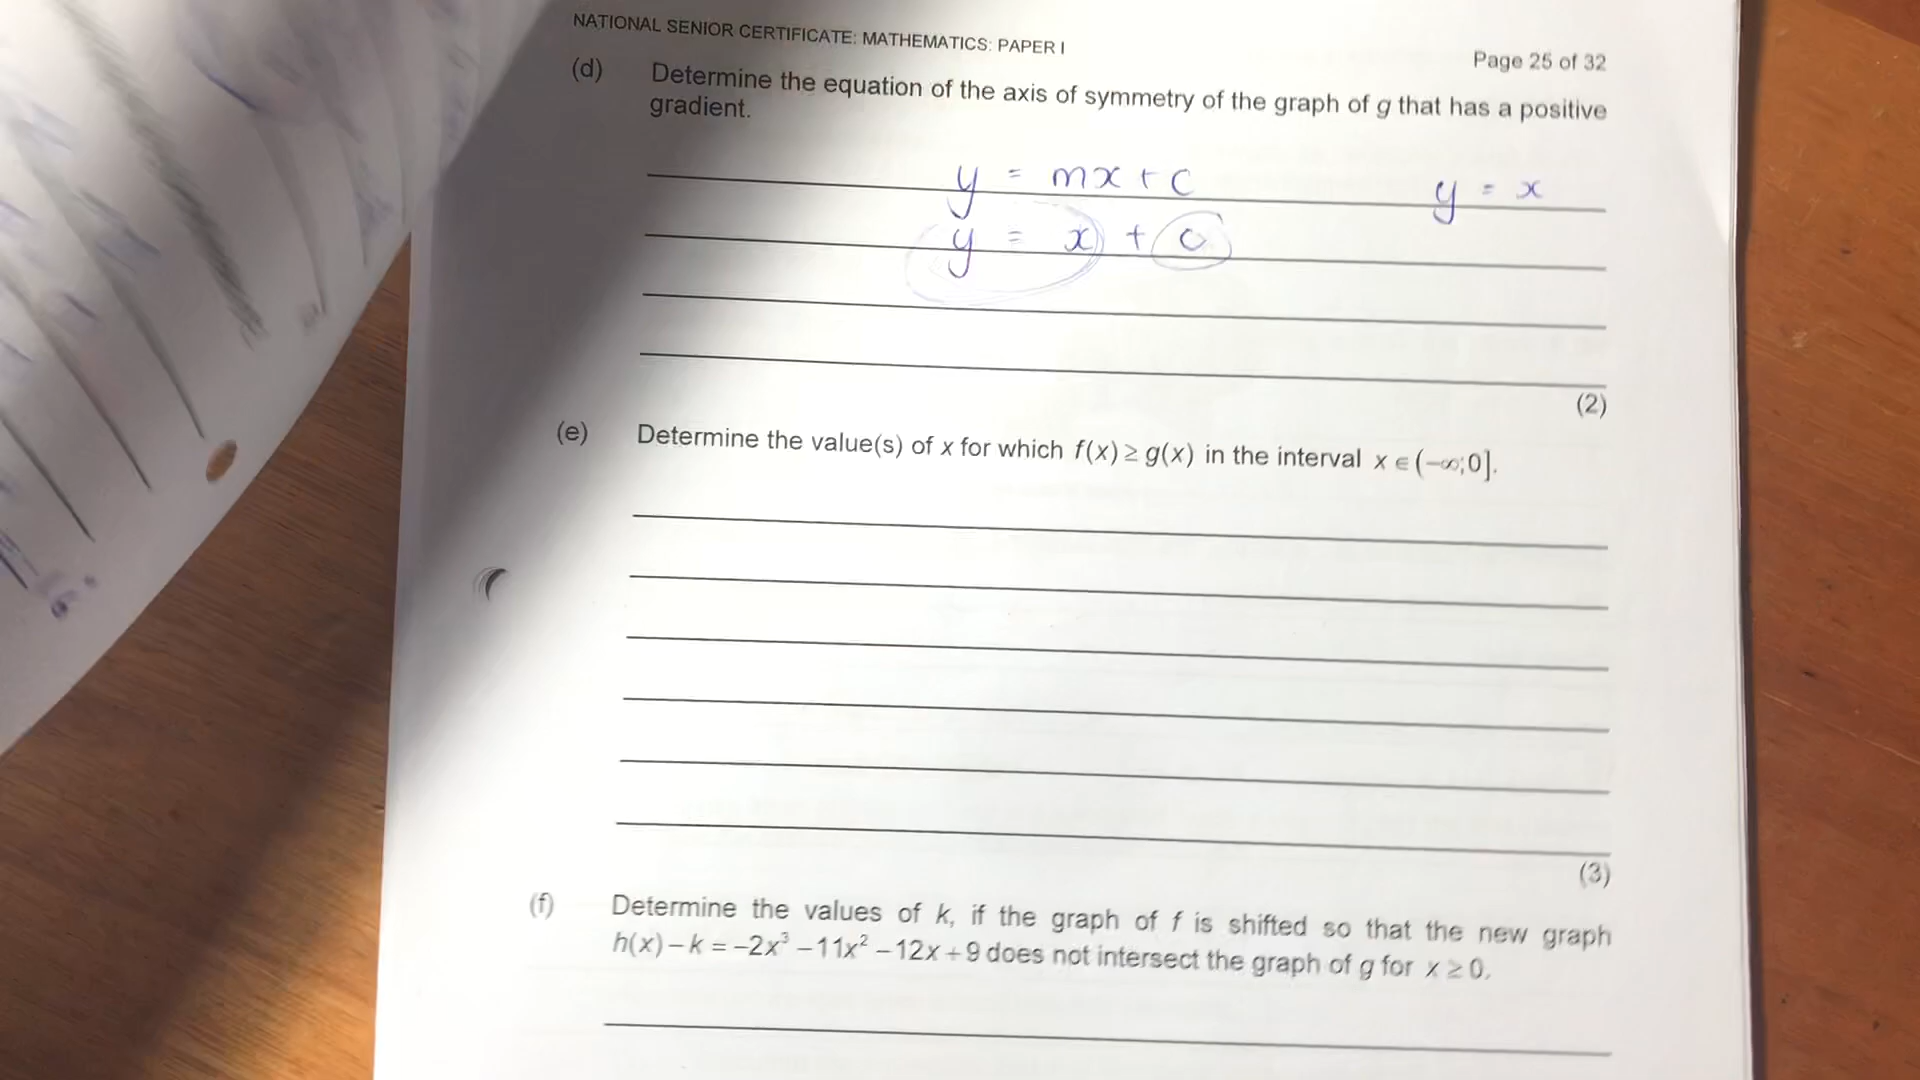 NATIONAL SENIOR CERTIFICATE: MATHEMATICS: PAPER I
Page 25 of 32
(d) Determine the equation of the axis of symmetry of the graph of g that has a positive
gradient.
y = mx + c
y = x
y = x + c
(2)
(e) Determine the value(s) of x for which f(x) ≥ g(x) in the interval x ∈ (−∞;0].
(3)
(f) Determine the values of k, if the graph of f is shifted so that the new graph
h(x) − k = −2x³ − 11x² − 12x + 9 does not intersect the graph of g for x ≥ 0.